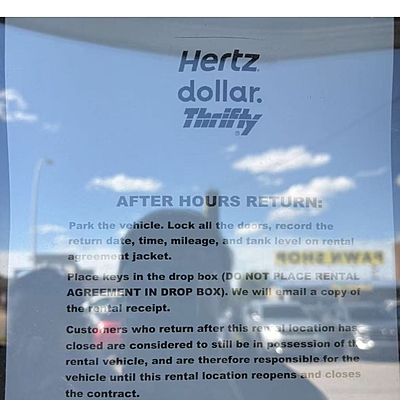 Hertz
dollar.
Thrifty
AFTER HOURS RETURN:
Park the vehicle. Lock all the doors, record the
return date, time, mileage, and tank level on rental
agreement jacket.
PAWN SHOP
Place keys in the drop box (DO NOT PLACE RENTAL
AGREEMENT IN DROP BOX). We will email a copy of
the rental receipt.
Customers who return after this rental location has
closed are considered to still be in possession of the
rental vehicle, and are therefore responsible for the
vehicle until this rental location reopens and closes
the contract.